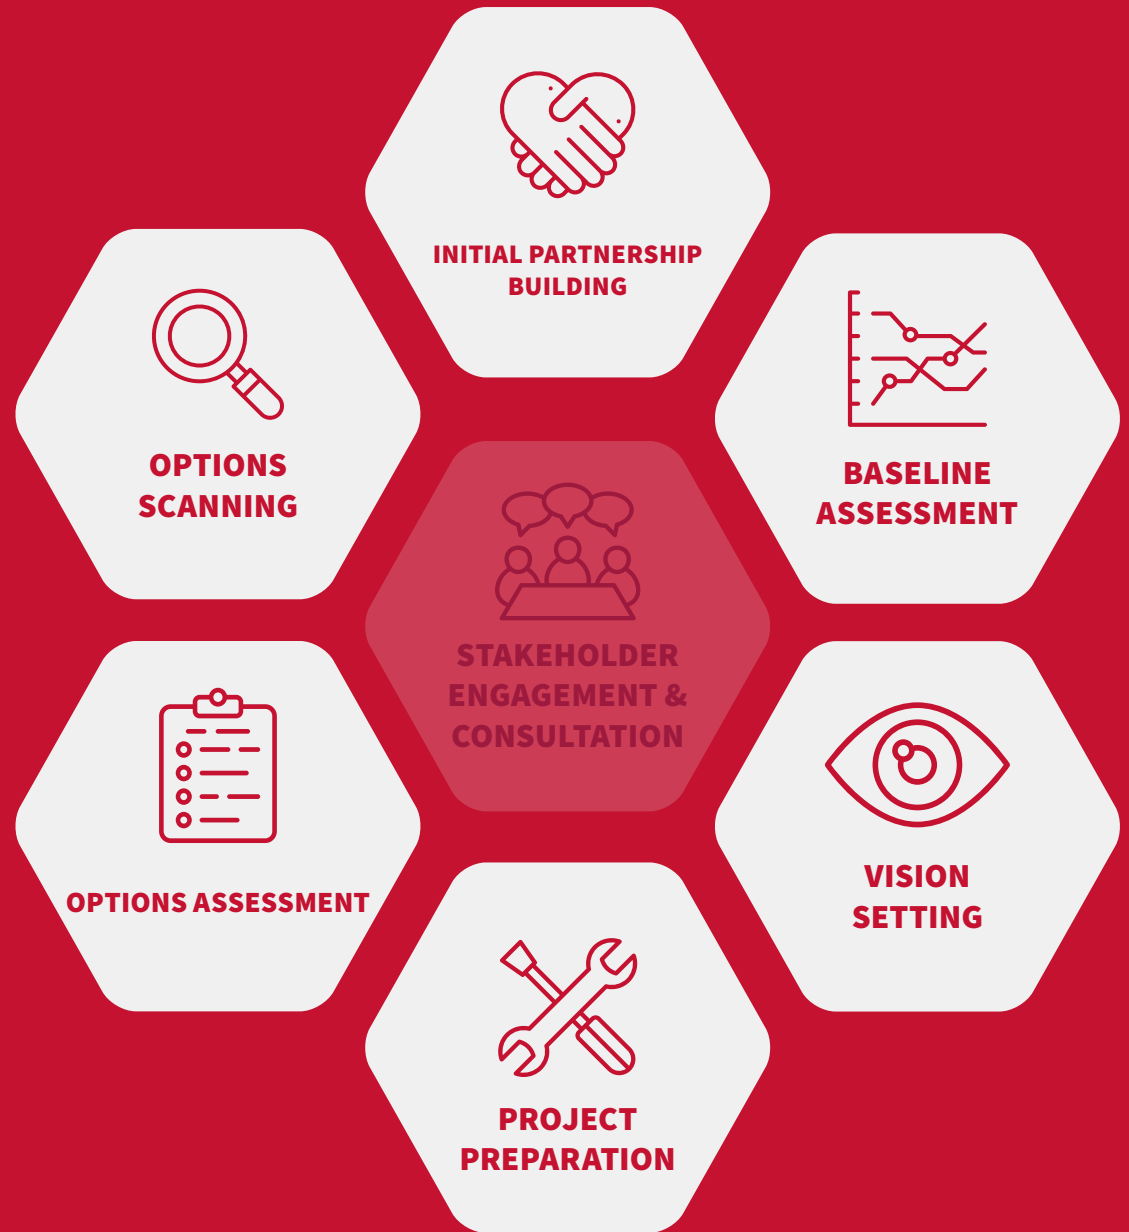 INITIAL PARTNERSHIP
BUILDING
OPTIONS
SCANNING
BASELINE
ASSESSMENT
STAKEHOLDER
ENGAGEMENT &
CONSULTATION
OPTIONS ASSESSMENT
VISION
SETTING
PROJECT
PREPARATION